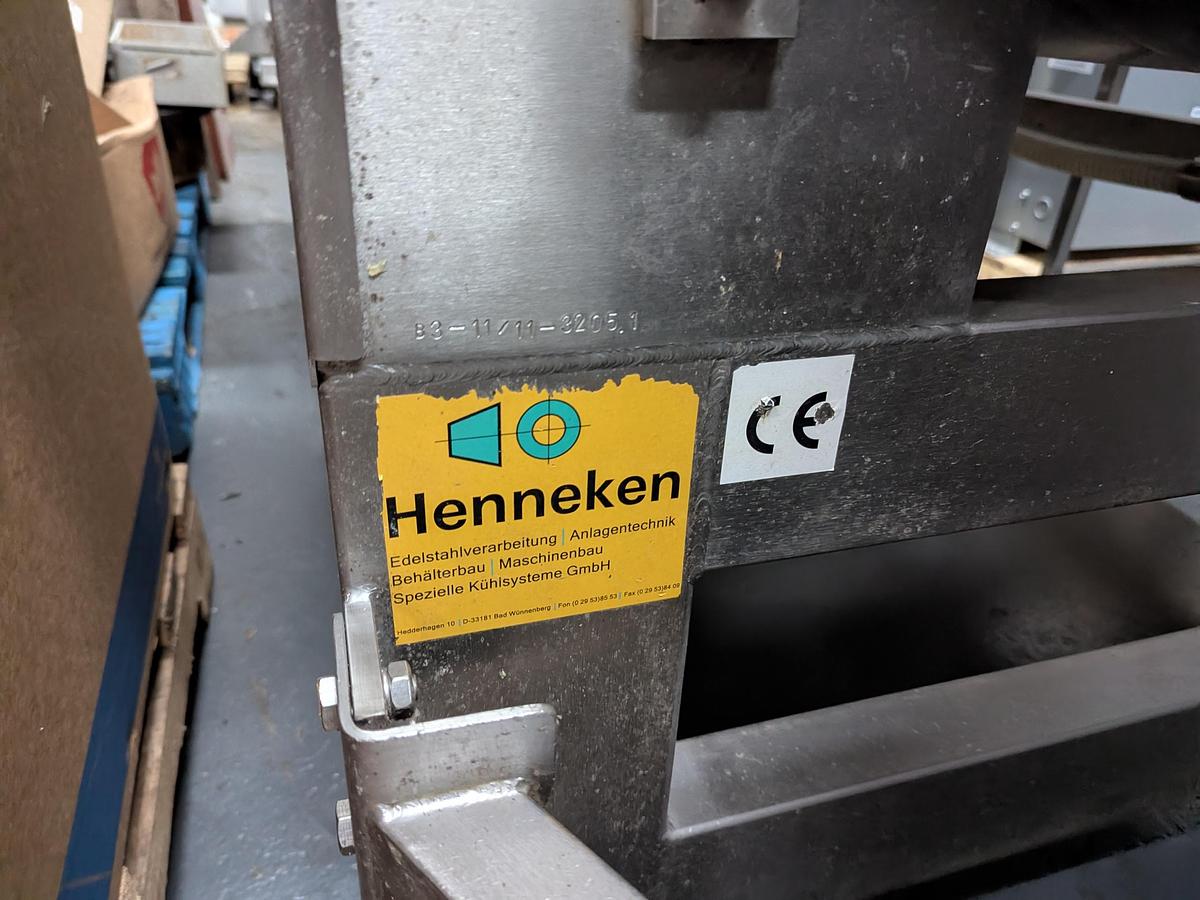 B3-11/11-3205.1
CE
Henneken
Edelstahlverarbeitung | Anlagentechnik
Behälterbau | Maschinenbau
Spezielle Kühlsysteme GmbH
Hedderhagen 10 | D-33181 Bad Wünnenberg | Fon (0 29 53)85 53 | Fax (0 29 53)84 09